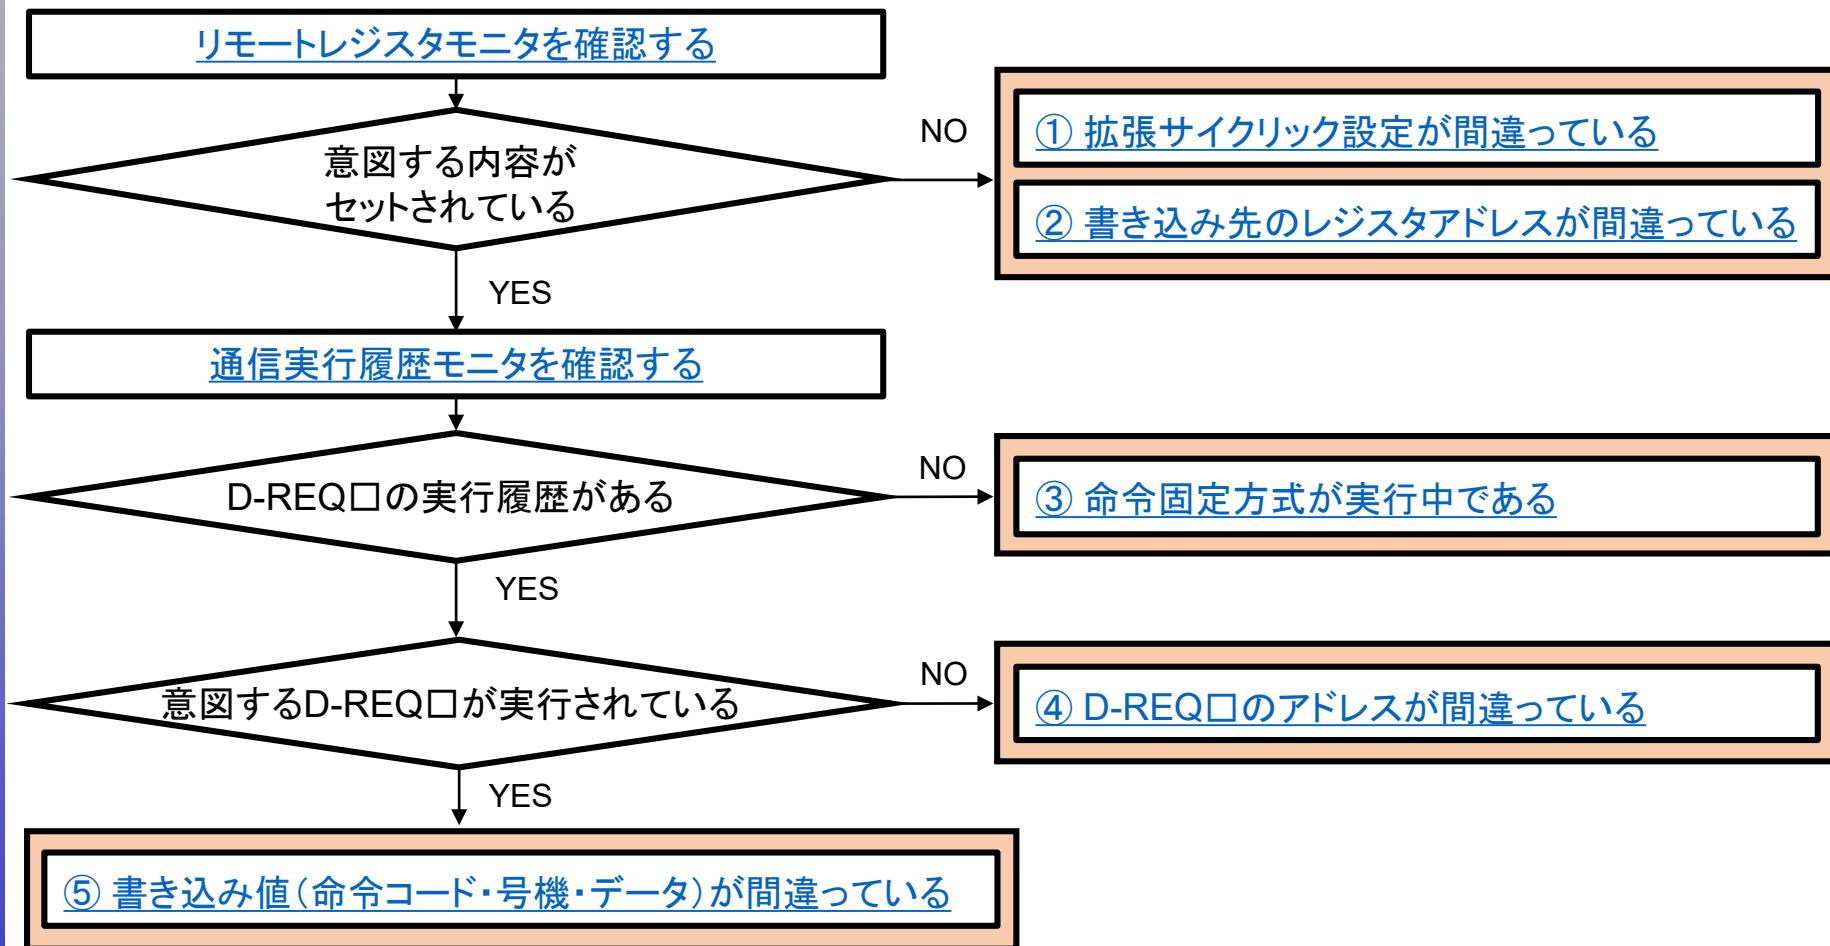 リモートレジスタモニタを確認する
意図する内容が
セットされている
NO
① 拡張サイクリック設定が間違っている
② 書き込み先のレジスタアドレスが間違っている
YES
通信実行履歴モニタを確認する
D-REQ□の実行履歴がある
NO
③ 命令固定方式が実行中である
YES
意図するD-REQ□が実行されている
NO
④ D-REQ□のアドレスが間違っている
YES
⑤ 書き込み値(命令コード・号機・データ)が間違っている